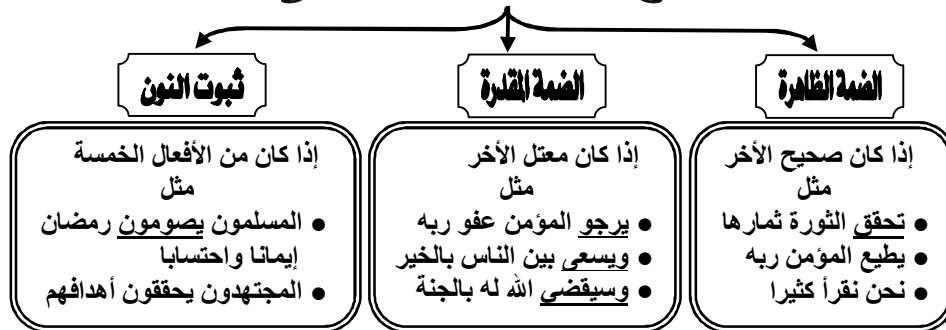 الضمة الظاهرة
إذا كان صحيح الأخر
مثل
● تحقق الثورة ثمارها
● يطيع المؤمن ربه
● نحن نقرأ كثيرا
الضمة المقدرة
إذا كان معتل الأخر
مثل
● يرجو المؤمن عفو ربه
● ويسعى بين الناس بالخير
● وسيقضي الله له بالجنة
ثبوت النون
إذا كان من الأفعال الخمسة
مثل
● المسلمون يصومون رمضان
إيمانا واحتسابا
● المجتهدون يحققون أهدافهم